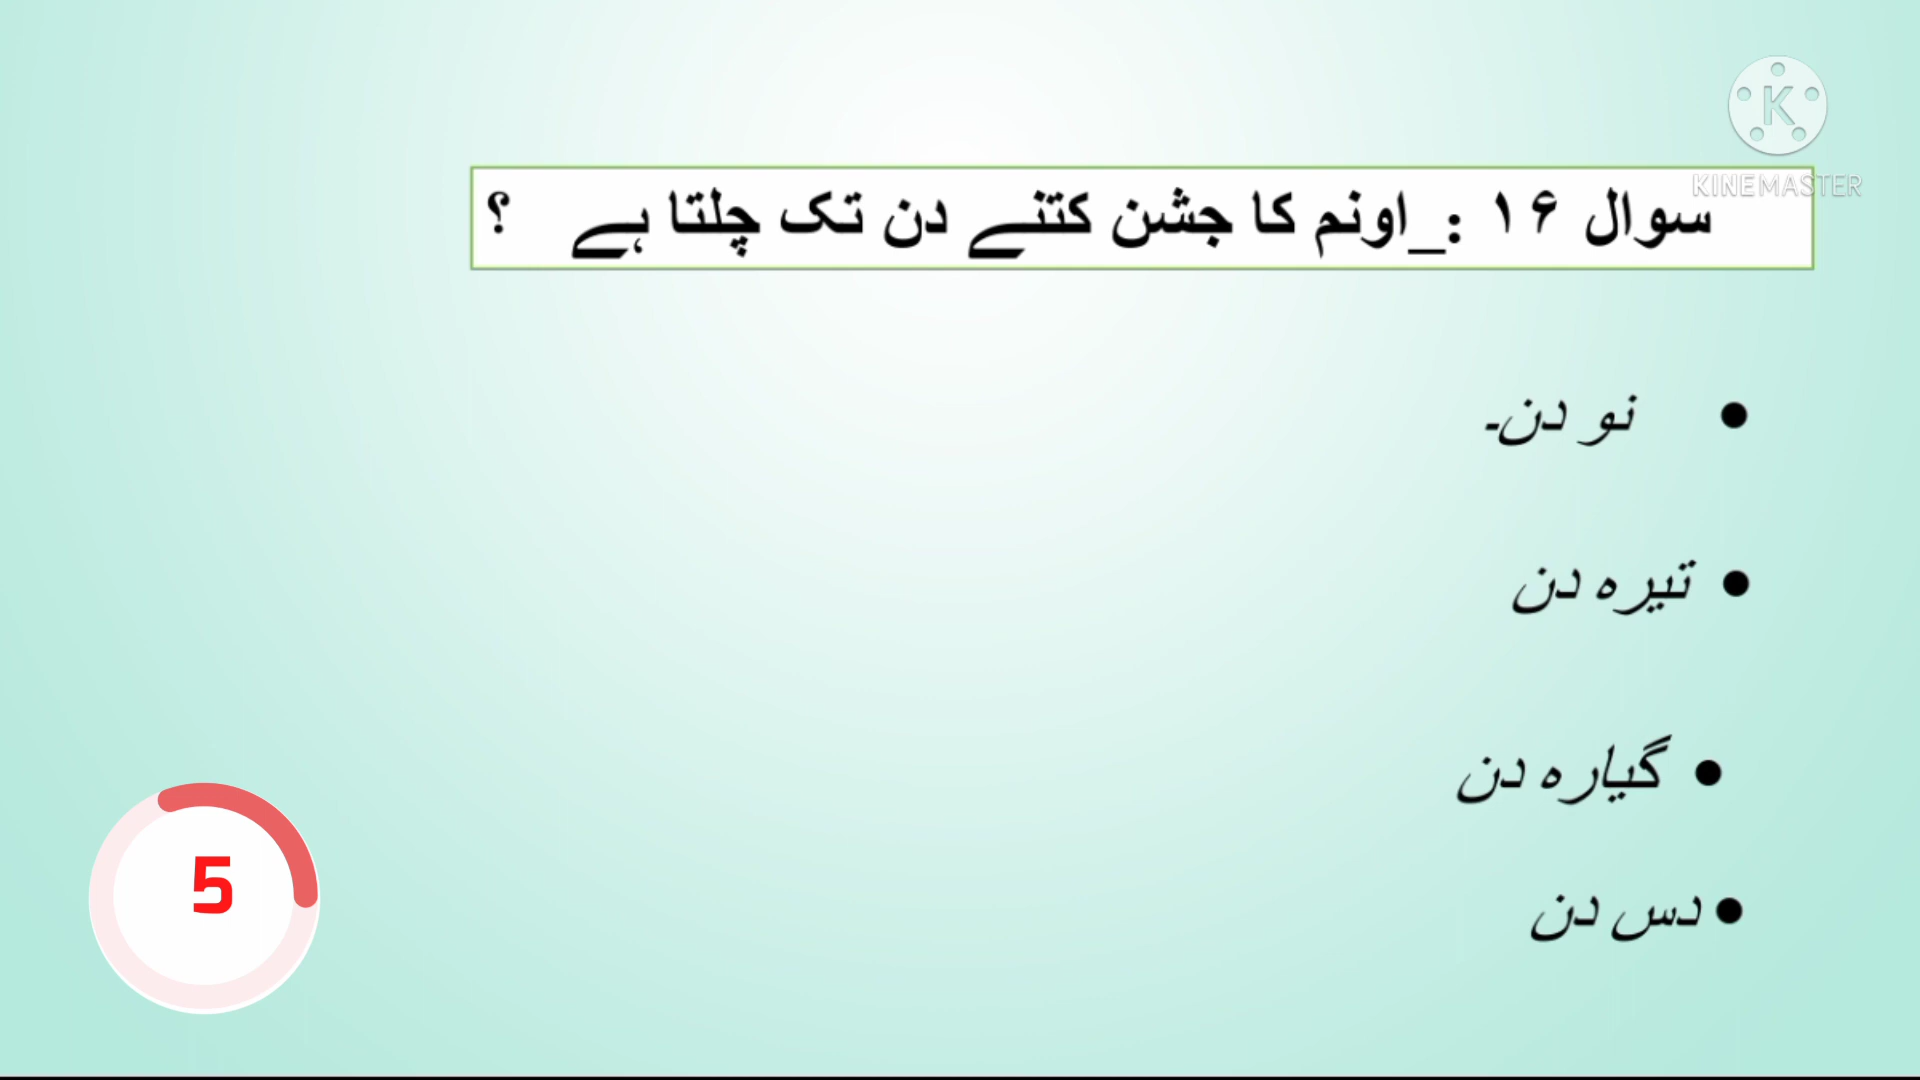 K
KINEMASTER
سوال ۱۶ :_اونم کا جشن کتنے دن تک چلتا ہے ؟
• نو دن۔
• تیرہ دن
• گیارہ دن
• دس دن
5